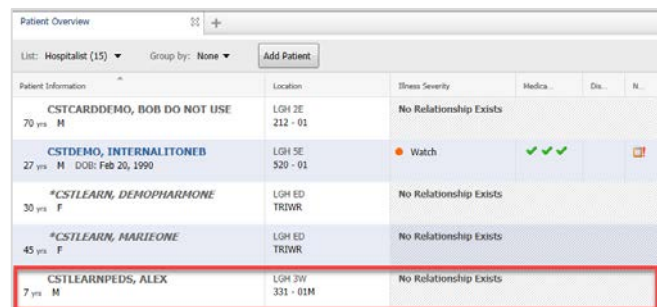 Patient Overview
List: Hospitalist (15) Group by: None Add Patient
Patient Information Location Illness Severity Medica... Dis... N...
CSTCARDDEMO, BOB DO NOT USE LGH 2E No Relationship Exists
70 yrs M 212 - 01
CSTDEMO, INTERNALITONEB LGH 5E Watch
27 yrs M DOB: Feb 20, 1990 520 - 01
*CSTLEARN, DEMOPHARMONE LGH ED No Relationship Exists
30 yrs F TRIWR
*CSTLEARN, MARIEONE LGH ED No Relationship Exists
45 yrs F TRIWR
CSTLEARNPEDS, ALEX LGH 3W No Relationship Exists
7 yrs M 331 - 01M